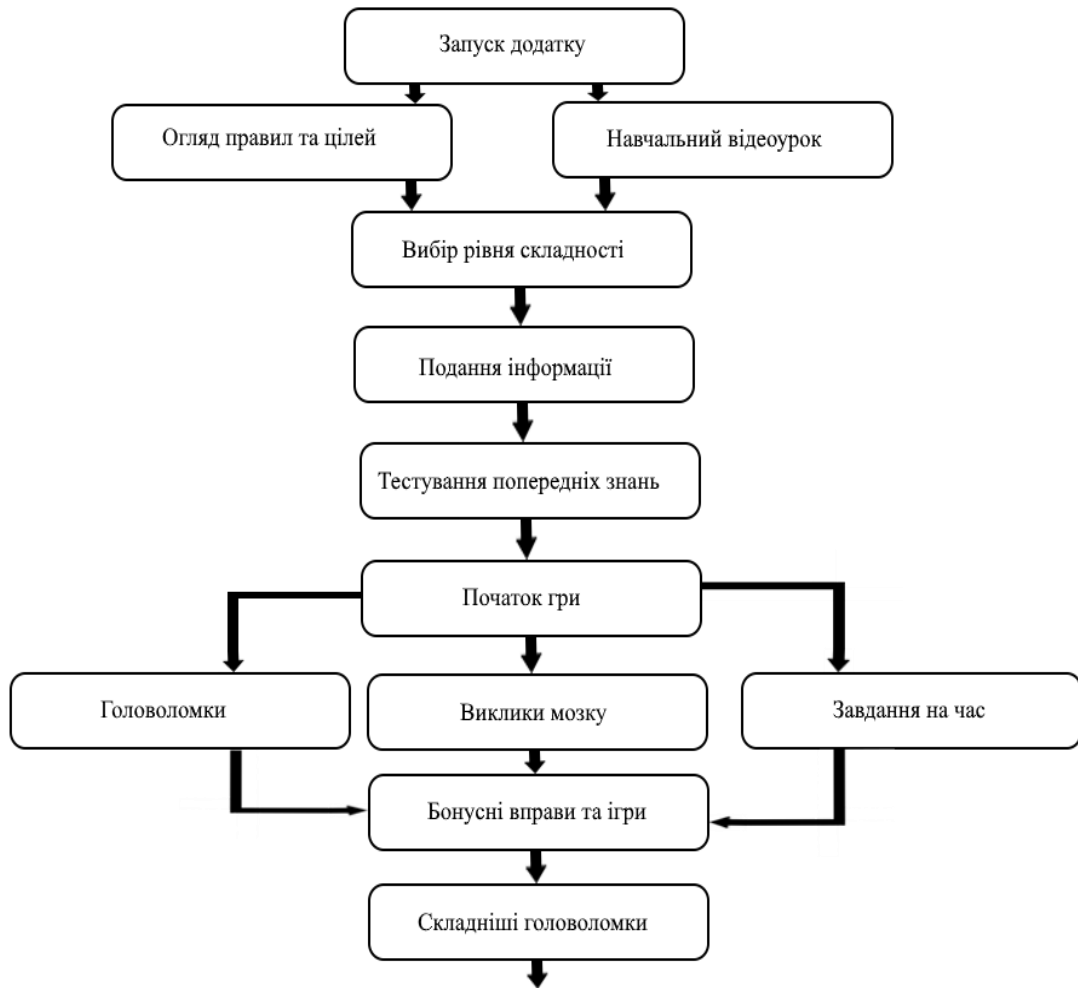 Запуск додатку
Огляд правил та цілей
Навчальний відеоурок
Вибір рівня складності
Подання інформації
Тестування попередніх знань
Початок гри
Головоломки
Виклики мозку
Завдання на час
Бонусні вправи та ігри
Складніші головоломки